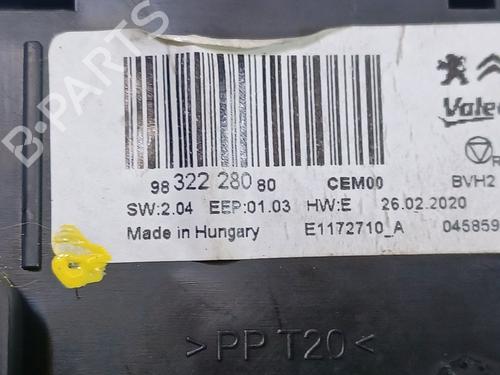 B-PARTS
Valeo
R
98 322 280 80 CEM00 BVH2
SW:2.04 EEP:01.03 HW:E 26.02.2020
Made in Hungary E1172710_A 045859
>PP T20<